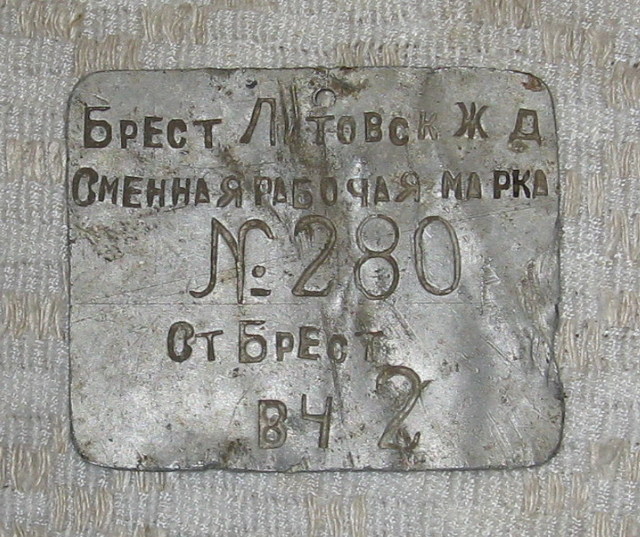 Брест Литовск Ж Д
Сменная рабочая марка
№ 280
Ст Брест
ВЧ 2